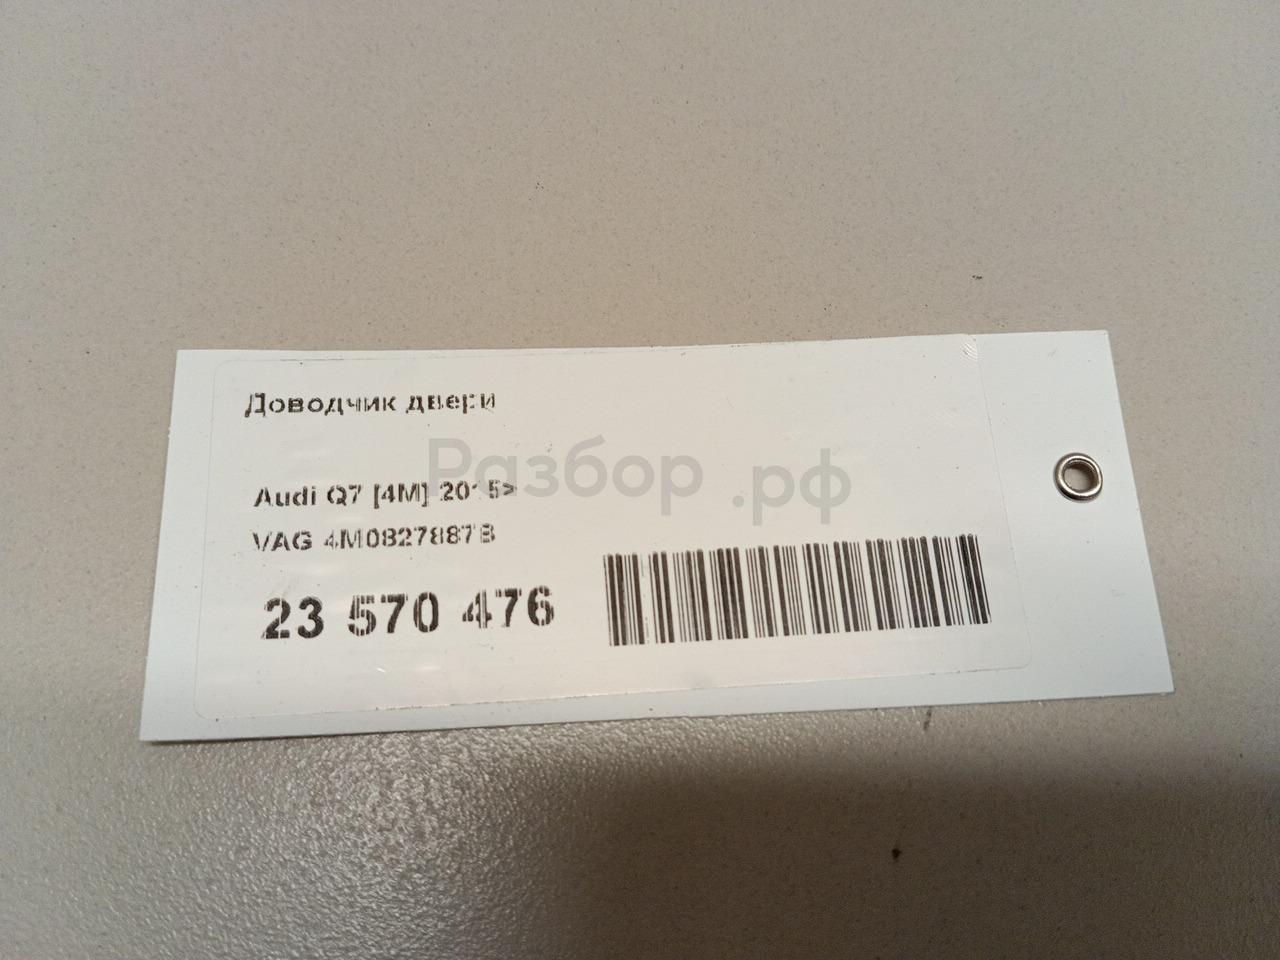 Доводчик двери
Разбор.рф
Audi Q7 [4M] 2015>
VAG 4M0827887B
23 570 476